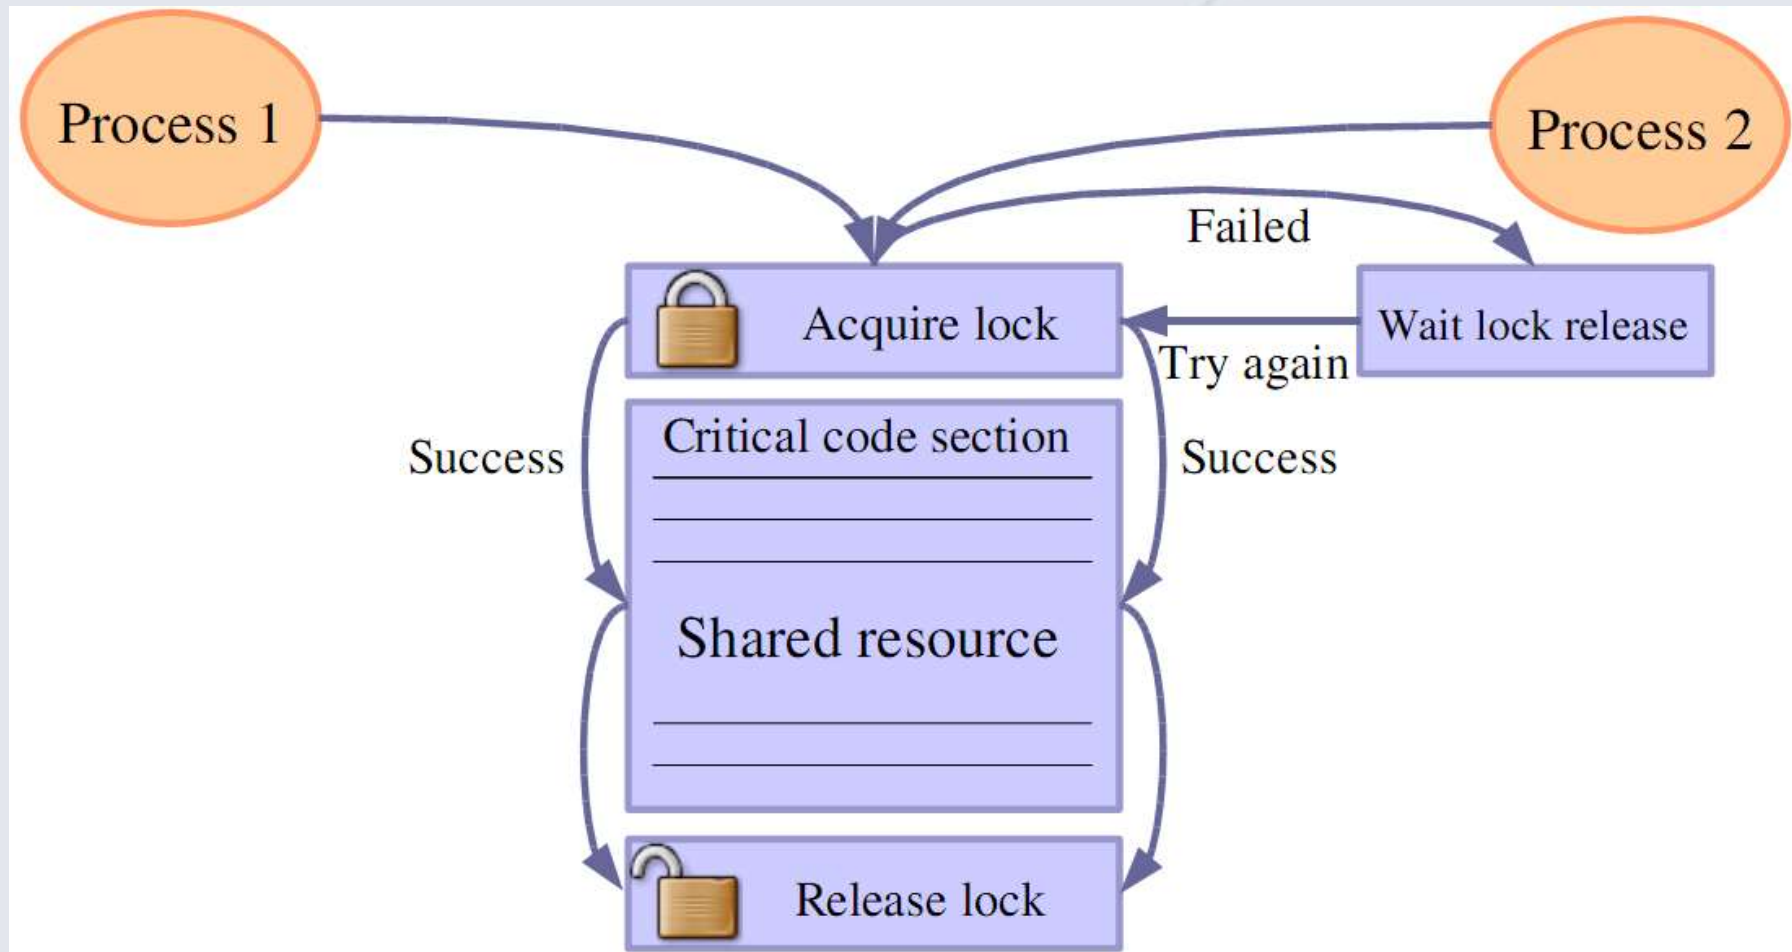 Process 1
Process 2
Failed
Acquire lock
Wait lock release
Try again
Critical code section
Success
Success
Shared resource
Release lock